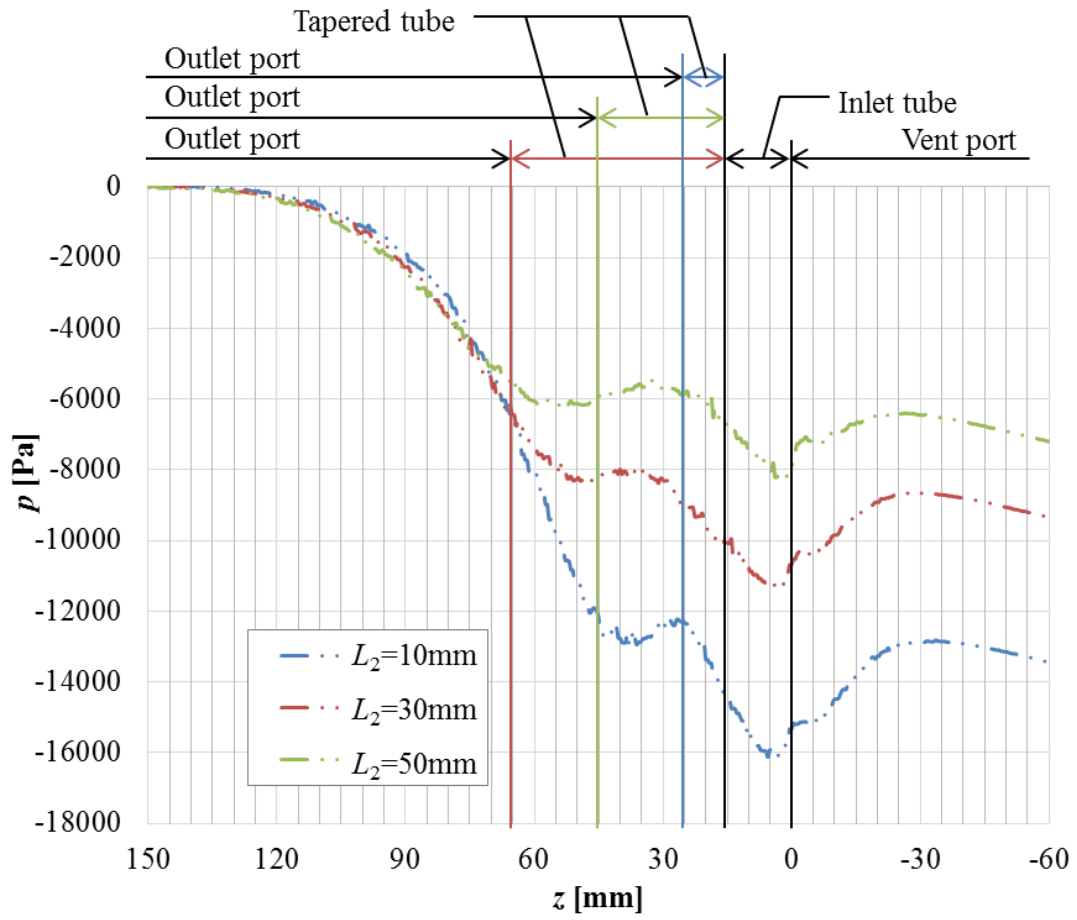 Tapered tube
Outlet port
Outlet port
Inlet tube
Outlet port
Vent port
0
-2000
-4000
-6000
-8000
-10000
-12000
-14000
-16000
-18000
p [Pa]
L2=10mm
L2=30mm
L2=50mm
150 120 90 60 30 0 -30 -60
z [mm]